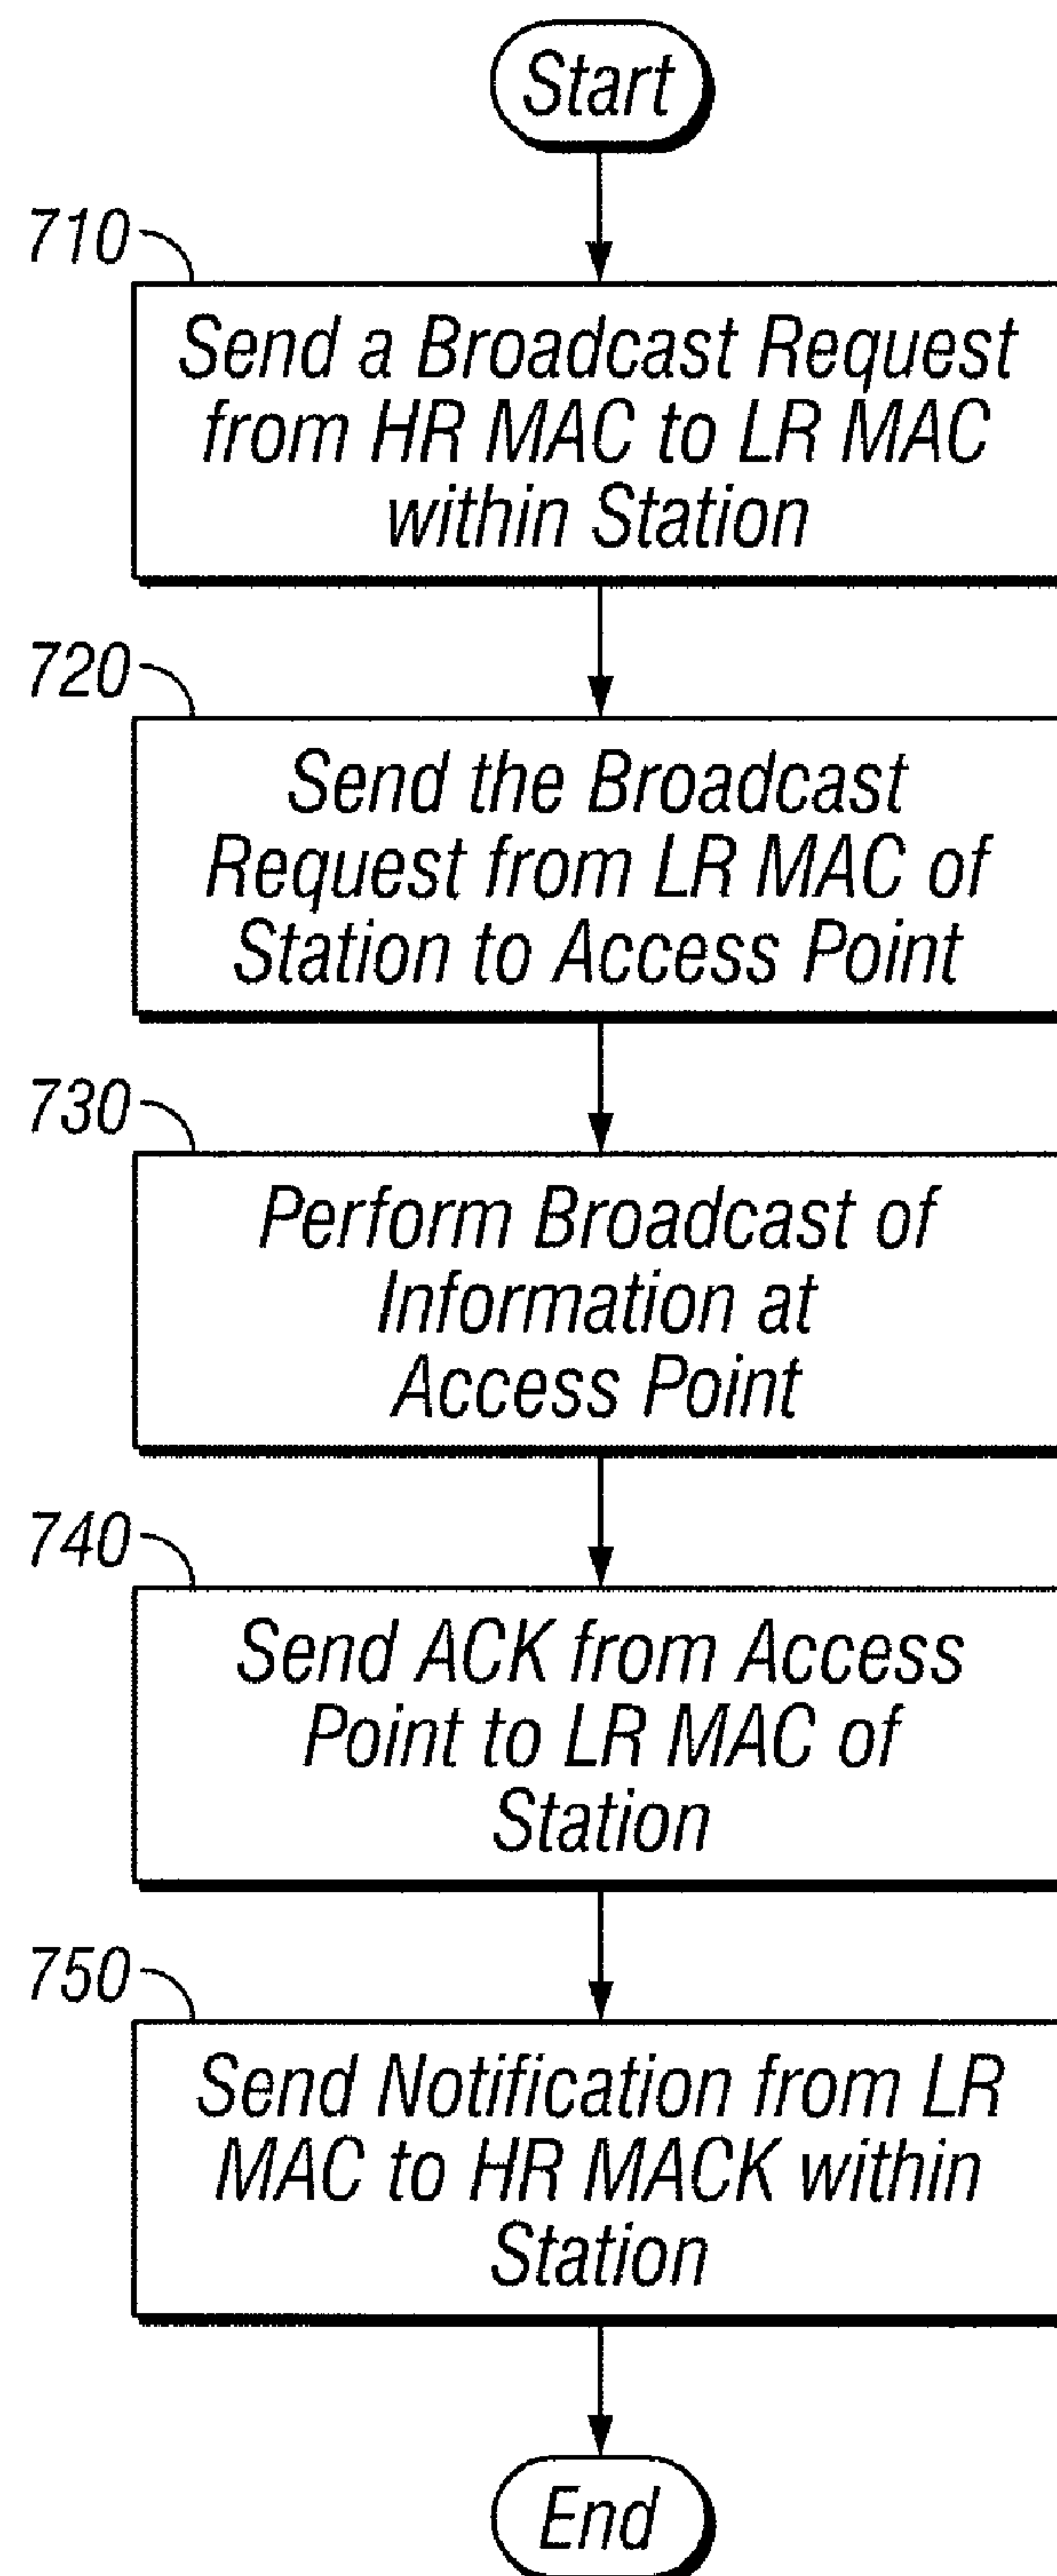 Start
710
Send a Broadcast Request
from HR MAC to LR MAC
within Station
720
Send the Broadcast
Request from LR MAC of
Station to Access Point
730
Perform Broadcast of
Information at
Access Point
740
Send ACK from Access
Point to LR MAC of
Station
750
Send Notification from LR
MAC to HR MACK within
Station
End